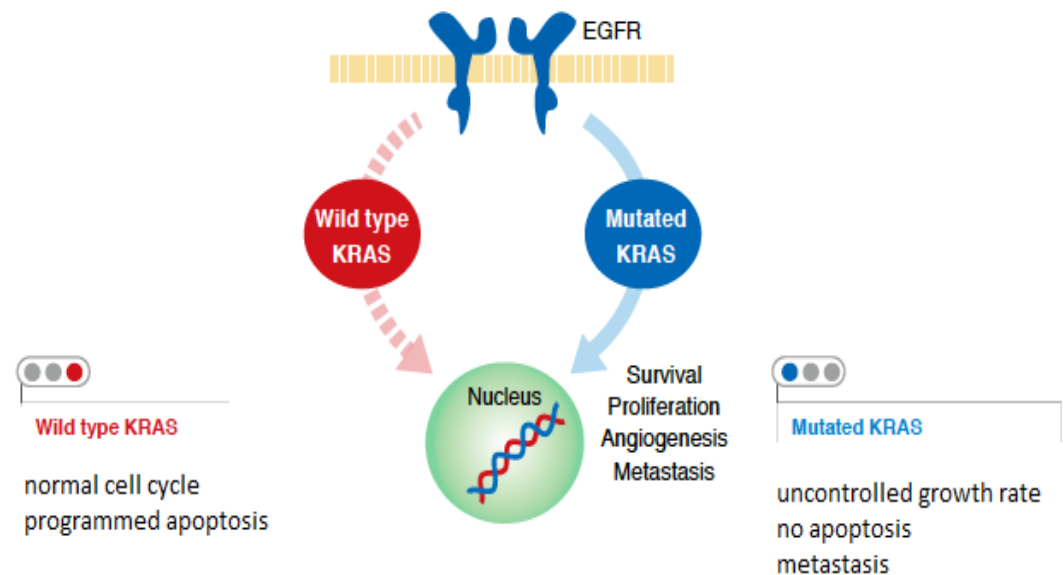 EGFR
Wild type
KRAS
Mutated
KRAS
Nucleus
Survival
Proliferation
Angiogenesis
Metastasis
Wild type KRAS
normal cell cycle
programmed apoptosis
Mutated KRAS
uncontrolled growth rate
no apoptosis
metastasis